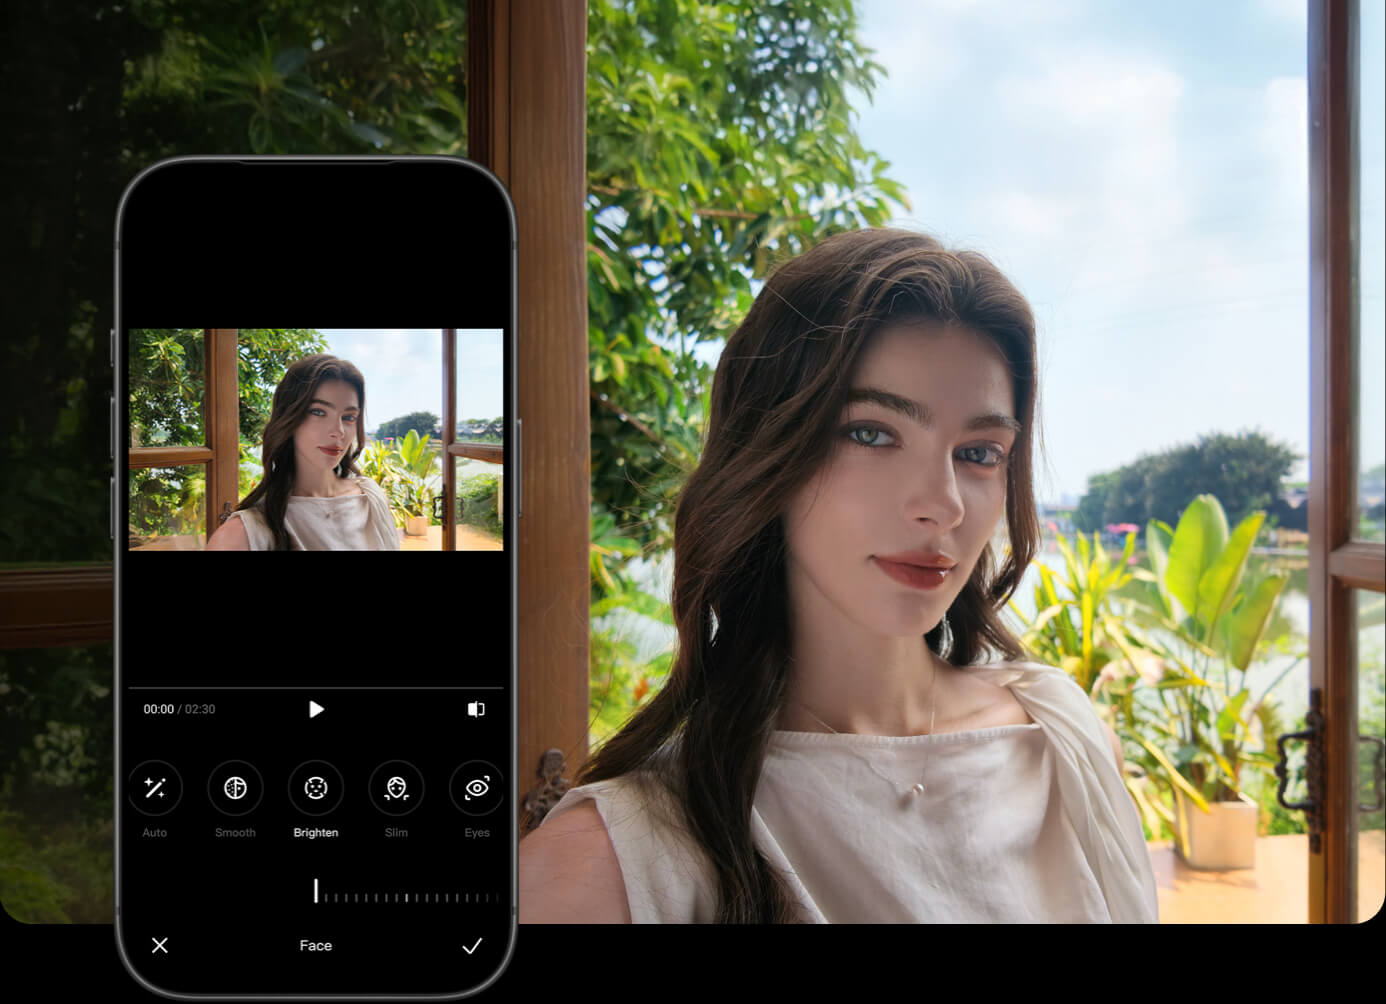 00:00 / 02:30
Auto Smooth Brighten Slim Eyes
Face